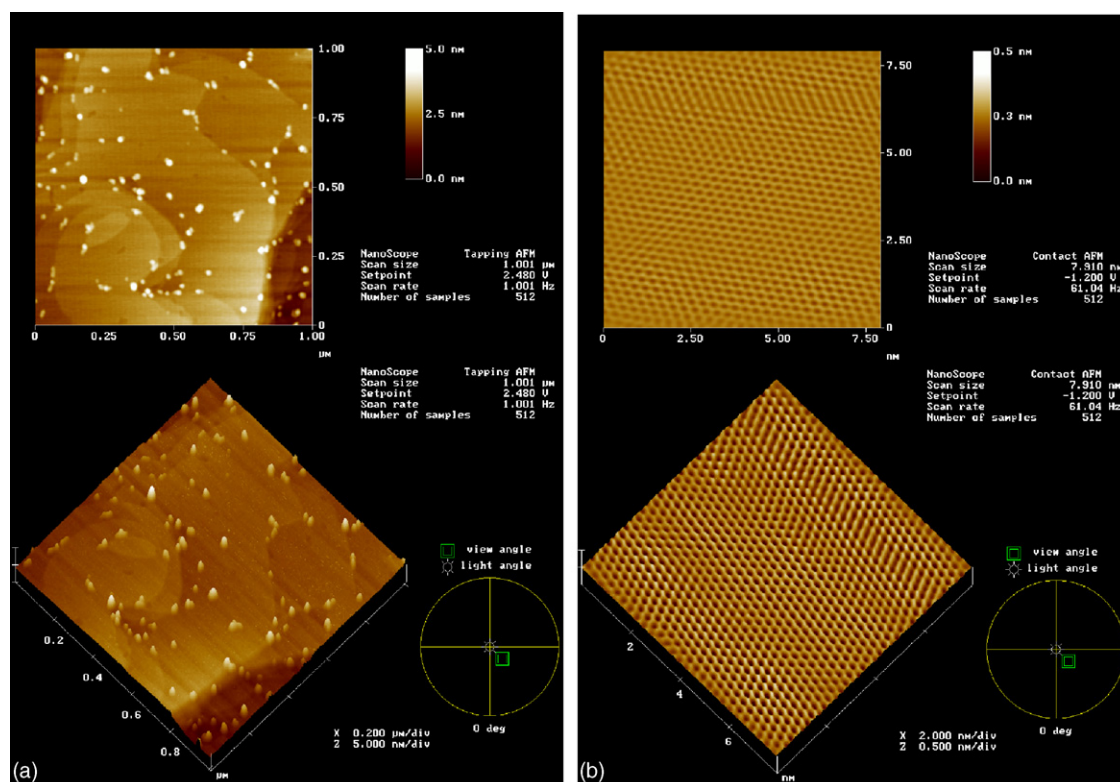 1.00
0.75
0.50
0.25
0
0
0.25
0.50
0.75
1.00
µm
5.0 nm
2.5 nm
0.0 nm
NanoScope Tapping AFM
Scan size 1.001 µm
Setpoint 2.480 V
Scan rate 1.001 Hz
Number of samples 512
NanoScope Tapping AFM
Scan size 1.001 µm
Setpoint 2.480 V
Scan rate 1.001 Hz
Number of samples 512
view angle
light angle
0.2
0.4
0.6
0.8
µm
X 0.200 µm/div
Z 5.000 nm/div
0 deg
(a)
7.50
5.00
2.50
0
0
2.50
5.00
7.50
nm
0.5 nm
0.3 nm
0.0 nm
NanoScope Contact AFM
Scan size 7.910 nm
Setpoint -1.200 V
Scan rate 61.04 Hz
Number of samples 512
NanoScope Contact AFM
Scan size 7.910 nm
Setpoint -1.200 V
Scan rate 61.04 Hz
Number of samples 512
view angle
light angle
2
4
6
nm
X 2.000 nm/div
Z 0.500 nm/div
0 deg
(b)